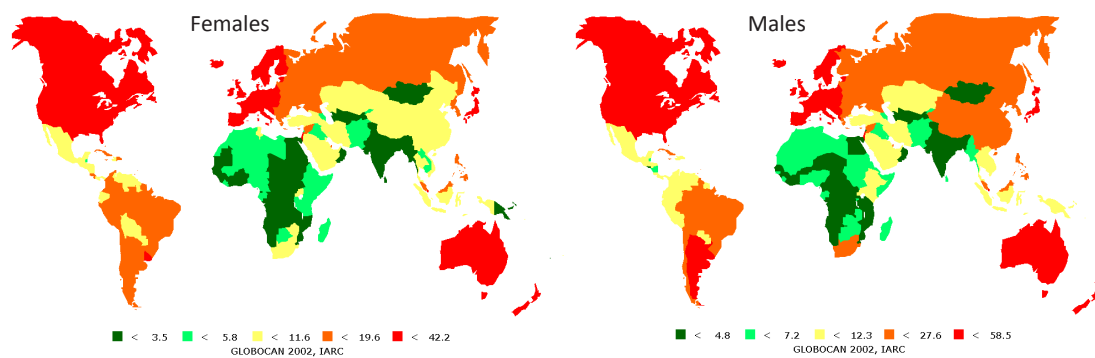 Females
Males
< 3.5 < 5.8 < 11.6 < 19.6 < 42.2
GLOBOCAN 2002, IARC
< 4.8 < 7.2 < 12.3 < 27.6 < 58.5
GLOBOCAN 2002, IARC